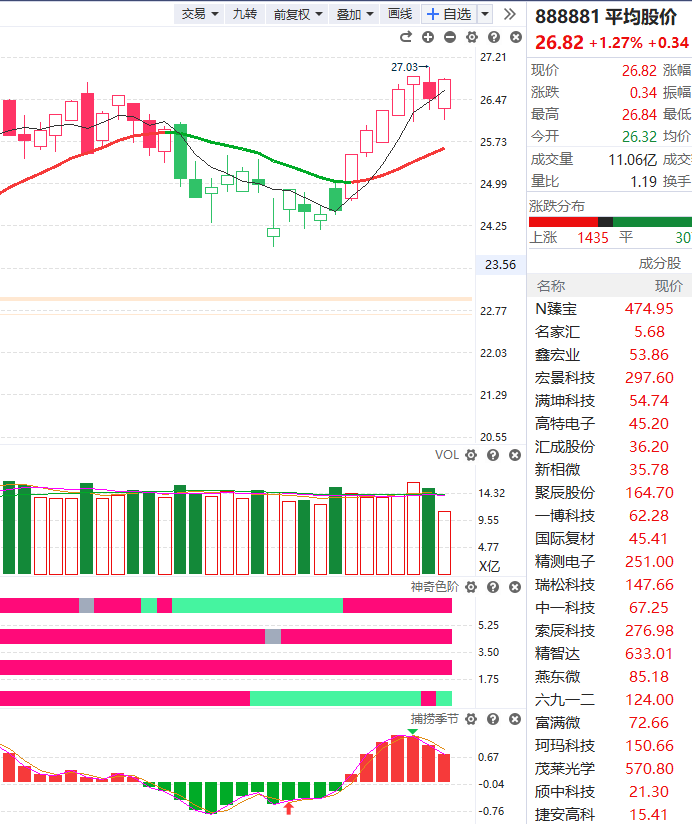 交易 九转 前复权 叠加 画线 自选
27.03
27.21
26.47
25.73
24.99
24.25
23.56
22.77
22.03
21.29
20.55
VOL
14.32
9.55
4.77
X亿
神奇色阶
5.25
3.50
1.75
捕捞季节
0.67
-0.04
-0.76
888881 平均股价
26.82 +1.27% +0.34
现价 26.82 涨幅
涨跌 0.34 振幅
最高 26.84 最低
今开 26.32 均价
成交量 11.06亿 成交
量比 1.19 换手
涨跌分布
上涨 1435 平 30
成分股
名称 现价
N臻宝 474.95
名家汇 5.68
鑫宏业 53.86
宏景科技 297.60
满坤科技 54.74
高特电子 45.20
汇成股份 36.20
新相微 35.78
聚辰股份 164.70
一博科技 62.28
国际复材 45.41
精测电子 251.00
瑞松科技 147.66
中一科技 67.25
索辰科技 276.98
精智达 633.01
燕东微 85.18
六九一二 124.00
富满微 72.66
珂玛科技 150.66
茂莱光学 570.80
颀中科技 21.30
捷安高科 15.41